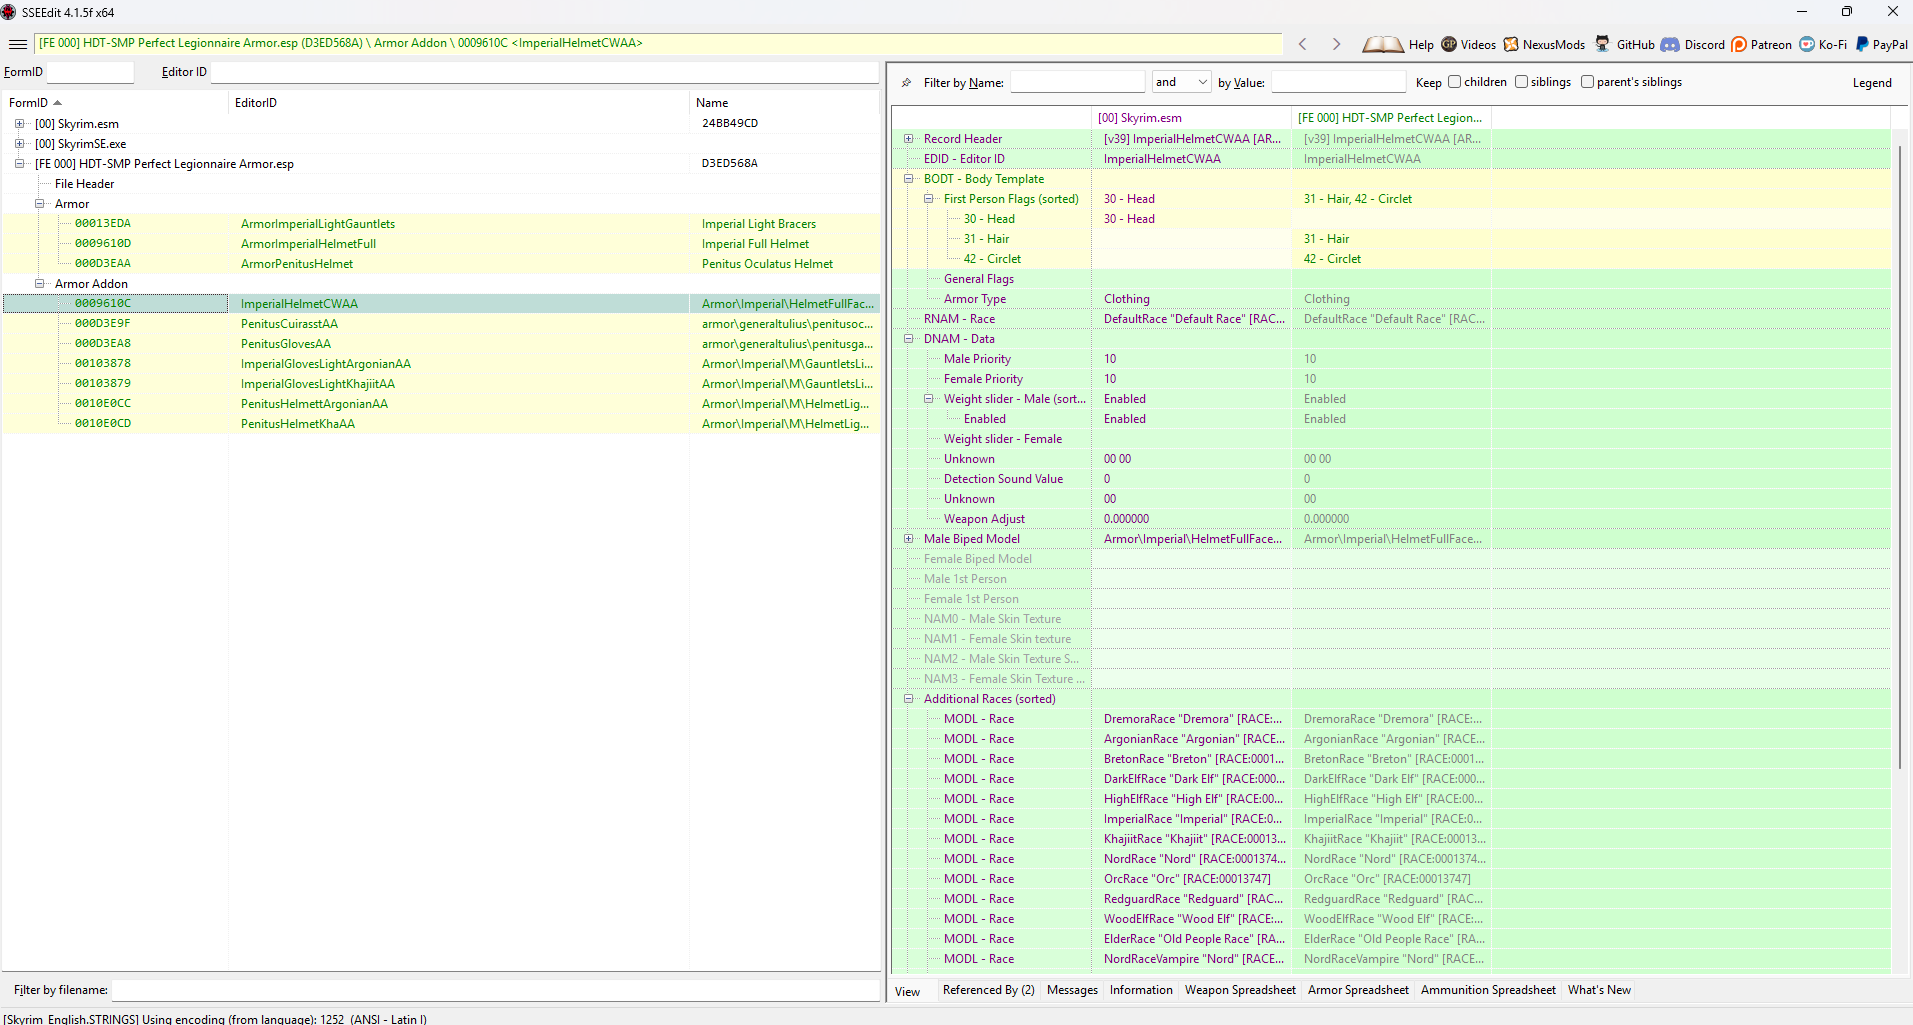 SSEEdit 4.1.5f x64
[FE 000] HDT-SMP Perfect Legionnaire Armor.esp (D3ED568A) \ Armor Addon \ 0009610C <ImperialHelmetCWAA>
Help Videos NexusMods GitHub Discord Patreon Ko-Fi PayPal
FormID Editor ID
FormID EditorID Name
[00] Skyrim.esm 24BB49CD
[00] SkyrimSE.exe
[FE 000] HDT-SMP Perfect Legionnaire Armor.esp D3ED568A
File Header
Armor
00013EDA ArmorImperialLightGauntlets Imperial Light Bracers
0009610D ArmorImperialHelmetFull Imperial Full Helmet
000D3EAA ArmorPenitusHelmet Penitus Oculatus Helmet
Armor Addon
0009610C ImperialHelmetCWAA Armor\Imperial\HelmetFullFac...
000D3E9F PenitusCuirasstAA armor\generaltulius\penitusoc...
000D3EA8 PenitusGlovesAA armor\generaltulius\penitusga...
00103878 ImperialGlovesLightArgonianAA Armor\Imperial\M\GauntletsLi...
00103879 ImperialGlovesLightKhajiitAA Armor\Imperial\M\GauntletsLi...
0010E0CC PenitusHelmettArgonianAA Armor\Imperial\M\HelmetLig...
0010E0CD PenitusHelmetKhaAA Armor\Imperial\M\HelmetLig...
Filter by filename:
Filter by Name: and by Value: Keep children siblings parent's siblings Legend
[00] Skyrim.esm [FE 000] HDT-SMP Perfect Legion...
Record Header [v39] ImperialHelmetCWAA [AR... [v39] ImperialHelmetCWAA [AR...
EDID - Editor ID ImperialHelmetCWAA ImperialHelmetCWAA
BODT - Body Template
First Person Flags (sorted) 30 - Head 31 - Hair, 42 - Circlet
30 - Head 30 - Head
31 - Hair 31 - Hair
42 - Circlet 42 - Circlet
General Flags
Armor Type Clothing Clothing
RNAM - Race DefaultRace "Default Race" [RAC... DefaultRace "Default Race" [RAC...
DNAM - Data
Male Priority 10 10
Female Priority 10 10
Weight slider - Male (sort... Enabled Enabled
Enabled Enabled Enabled
Weight slider - Female
Unknown 00 00 00 00
Detection Sound Value 0 0
Unknown 00 00
Weapon Adjust 0.000000 0.000000
Male Biped Model Armor\Imperial\HelmetFullFace... Armor\Imperial\HelmetFullFace...
Female Biped Model
Male 1st Person
Female 1st Person
NAM0 - Male Skin Texture
NAM1 - Female Skin texture
NAM2 - Male Skin Texture S...
NAM3 - Female Skin Texture ...
Additional Races (sorted)
MODL - Race DremoraRace "Dremora" [RACE:... DremoraRace "Dremora" [RACE:...
MODL - Race ArgonianRace "Argonian" [RACE... ArgonianRace "Argonian" [RACE...
MODL - Race BretonRace "Breton" [RACE:0001... BretonRace "Breton" [RACE:0001...
MODL - Race DarkElfRace "Dark Elf" [RACE:000... DarkElfRace "Dark Elf" [RACE:000...
MODL - Race HighElfRace "High Elf" [RACE:00... HighElfRace "High Elf" [RACE:00...
MODL - Race ImperialRace "Imperial" [RACE:0... ImperialRace "Imperial" [RACE:0...
MODL - Race KhajiitRace "Khajiit" [RACE:00013... KhajiitRace "Khajiit" [RACE:00013...
MODL - Race NordRace "Nord" [RACE:0001374... NordRace "Nord" [RACE:0001374...
MODL - Race OrcRace "Orc" [RACE:00013747] OrcRace "Orc" [RACE:00013747]
MODL - Race RedguardRace "Redguard" [RAC... RedguardRace "Redguard" [RAC...
MODL - Race WoodElfRace "Wood Elf" [RACE:... WoodElfRace "Wood Elf" [RACE:...
MODL - Race ElderRace "Old People Race" [RA... ElderRace "Old People Race" [RA...
MODL - Race NordRaceVampire "Nord" [RACE... NordRaceVampire "Nord" [RACE...
View Referenced By (2) Messages Information Weapon Spreadsheet Armor Spreadsheet Ammunition Spreadsheet What's New
[Skyrim_English.STRINGS] Using encoding (from language): 1252 (ANSI - Latin I)